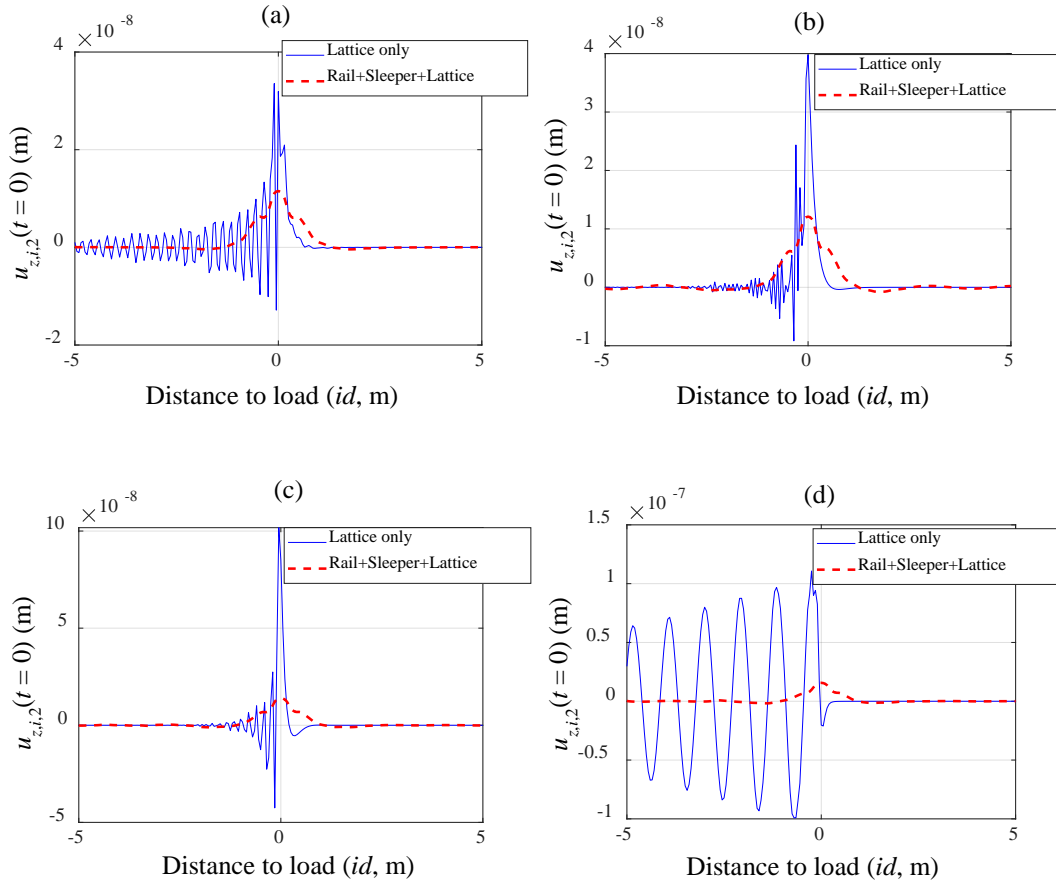 (a)
× 10 -8
Lattice only
Rail+Sleeper+Lattice
4
2
0
-2
-5 0 5
u z,i,2 (t = 0) (m)
Distance to load (id, m)
(b)
× 10 -8
Lattice only
Rail+Sleeper+Lattice
4
3
2
1
0
-1
-5 0 5
u z,i,2 (t = 0) (m)
Distance to load (id, m)
(c)
× 10 -8
Lattice only
Rail+Sleeper+Lattice
10
5
0
-5
-5 0 5
u z,i,2 (t = 0) (m)
Distance to load (id, m)
(d)
× 10 -7
Lattice only
Rail+Sleeper+Lattice
1.5
1
0.5
0
-0.5
-1
-5 0 5
u z,i,2 (t = 0) (m)
Distance to load (id, m)